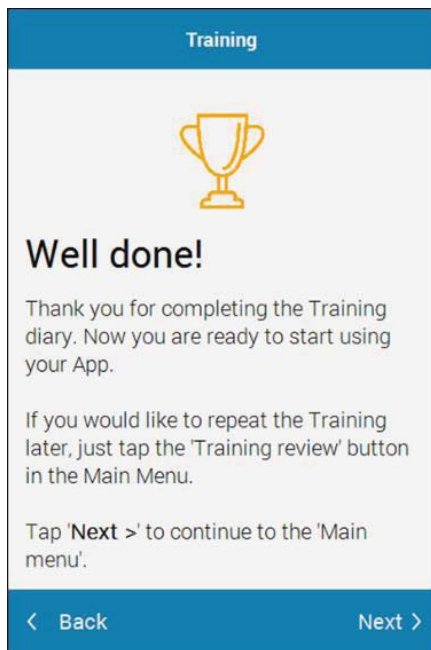 Training
Well done!
Thank you for completing the Training
diary. Now you are ready to start using
your App.
If you would like to repeat the Training
later, just tap the 'Training review' button
in the Main Menu.
Tap 'Next >' to continue to the 'Main
menu'.
< Back
Next >